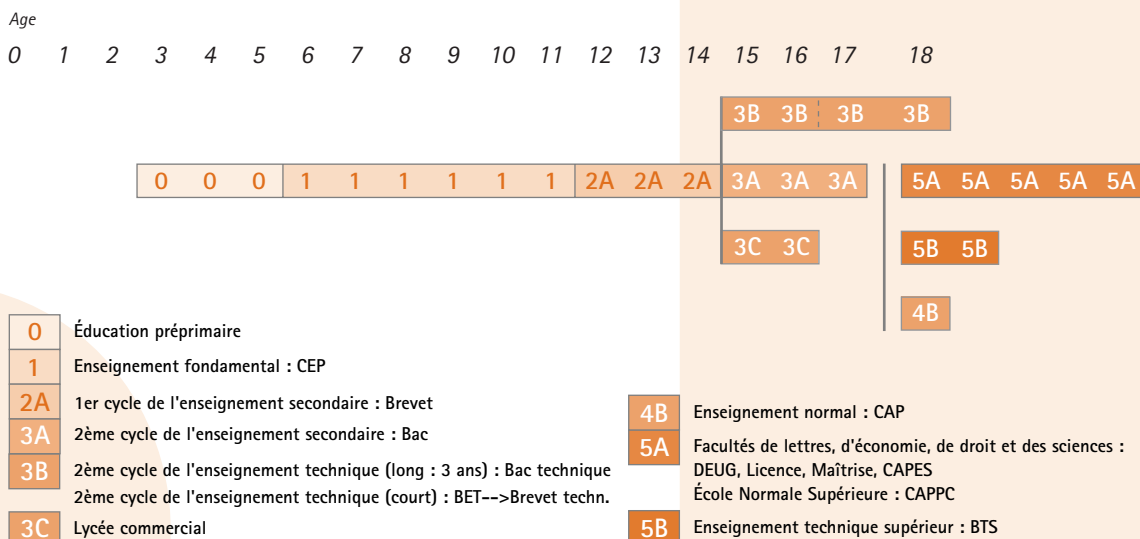 Age
0 1 2 3 4 5 6 7 8 9 10 11 12 13 14 15 16 17 18
3B 3B 3B 3B
0 0 0 1 1 1 1 1 1 2A 2A 2A 3A 3A 3A 5A 5A 5A 5A 5A
3C 3C 5B 5B
4B
0 Éducation préprimaire
1 Enseignement fondamental : CEP
2A 1er cycle de l'enseignement secondaire : Brevet
3A 2ème cycle de l'enseignement secondaire : Bac
3B 2ème cycle de l'enseignement technique (long : 3 ans) : Bac technique
2ème cycle de l'enseignement technique (court) : BET-->Brevet techn.
3C Lycée commercial
4B Enseignement normal : CAP
5A Facultés de lettres, d'économie, de droit et des sciences :
DEUG, Licence, Maîtrise, CAPES
École Normale Supérieure : CAPPC
5B Enseignement technique supérieur : BTS